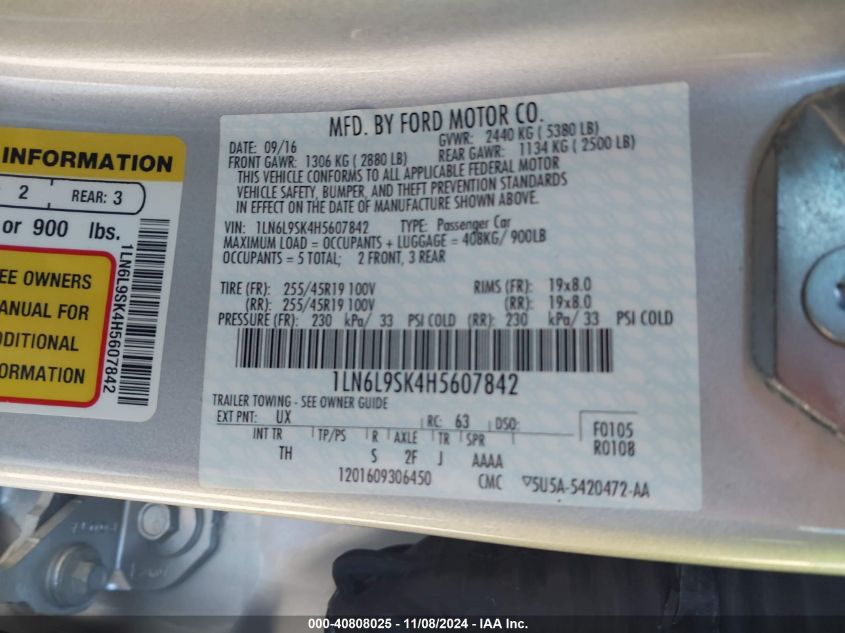 INFORMATION
2 REAR: 3
or 900 lbs.
EE OWNERS
ANUAL FOR
DDITIONAL
FORMATION
1LN6L9SK4H5607842
MFD. BY FORD MOTOR CO.
DATE: 09/16 GVWR: 2440 KG ( 5380 LB)
FRONT GAWR: 1306 KG ( 2880 LB) REAR GAWR: 1134 KG ( 2500 LB)
THIS VEHICLE CONFORMS TO ALL APPLICABLE FEDERAL MOTOR
VEHICLE SAFETY, BUMPER, AND THEFT PREVENTION STANDARDS
IN EFFECT ON THE DATE OF MANUFACTURE SHOWN ABOVE.
VIN: 1LN6L9SK4H5607842 TYPE: Passenger Car
MAXIMUM LOAD = OCCUPANTS + LUGGAGE = 408KG/ 900LB
OCCUPANTS = 5 TOTAL; 2 FRONT, 3 REAR
TIRE (FR): 255/45R19 100V RIMS (FR): 19x8.0
(RR): 255/45R19 100V (RR): 19x8.0
PRESSURE (FR): 230 kPa/ 33 PSI COLD (RR): 230 kPa/ 33 PSI COLD
1LN6L9SK4H5607842
TRAILER TOWING - SEE OWNER GUIDE
EXT PNT: UX RC: 63 DSO: F0105
INT TR TP/PS R AXLE TR SPR R0108
TH S 2F J AAAA
1201609306450 CMC ▽5U5A-5420472-AA
000-40808025 - 11/08/2024 - IAA Inc.